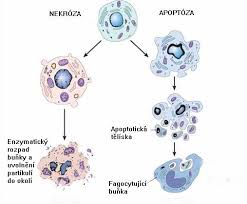 NEKRÓZA
APOPTÓZA
Enzymatický
rozpad
buňky a
uvolnění
partikulí
do okolí
Apoptotická
tělíska
Fagocytující
buňka